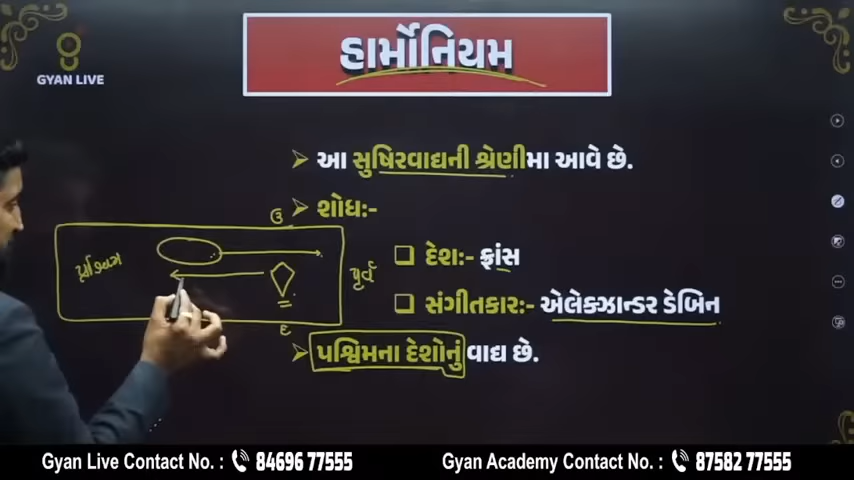 GYAN LIVE
હાર્મોનિયમ
➢ આ સુષિરવાદ્યની શ્રેણીમા આવે છે.
➢ શોધ:-
❑ દેશ:- ફ્રાંસ
❑ સંગીતકાર:- એલેક્ઝાન્ડર ડેબિન
➢ પશ્ચિમના દેશોનું વાદ્ય છે.
ઉ
પશ્ચિમ
પૂર્વ
દ
Gyan Live Contact No. : 84696 77555
Gyan Academy Contact No. : 87582 77555